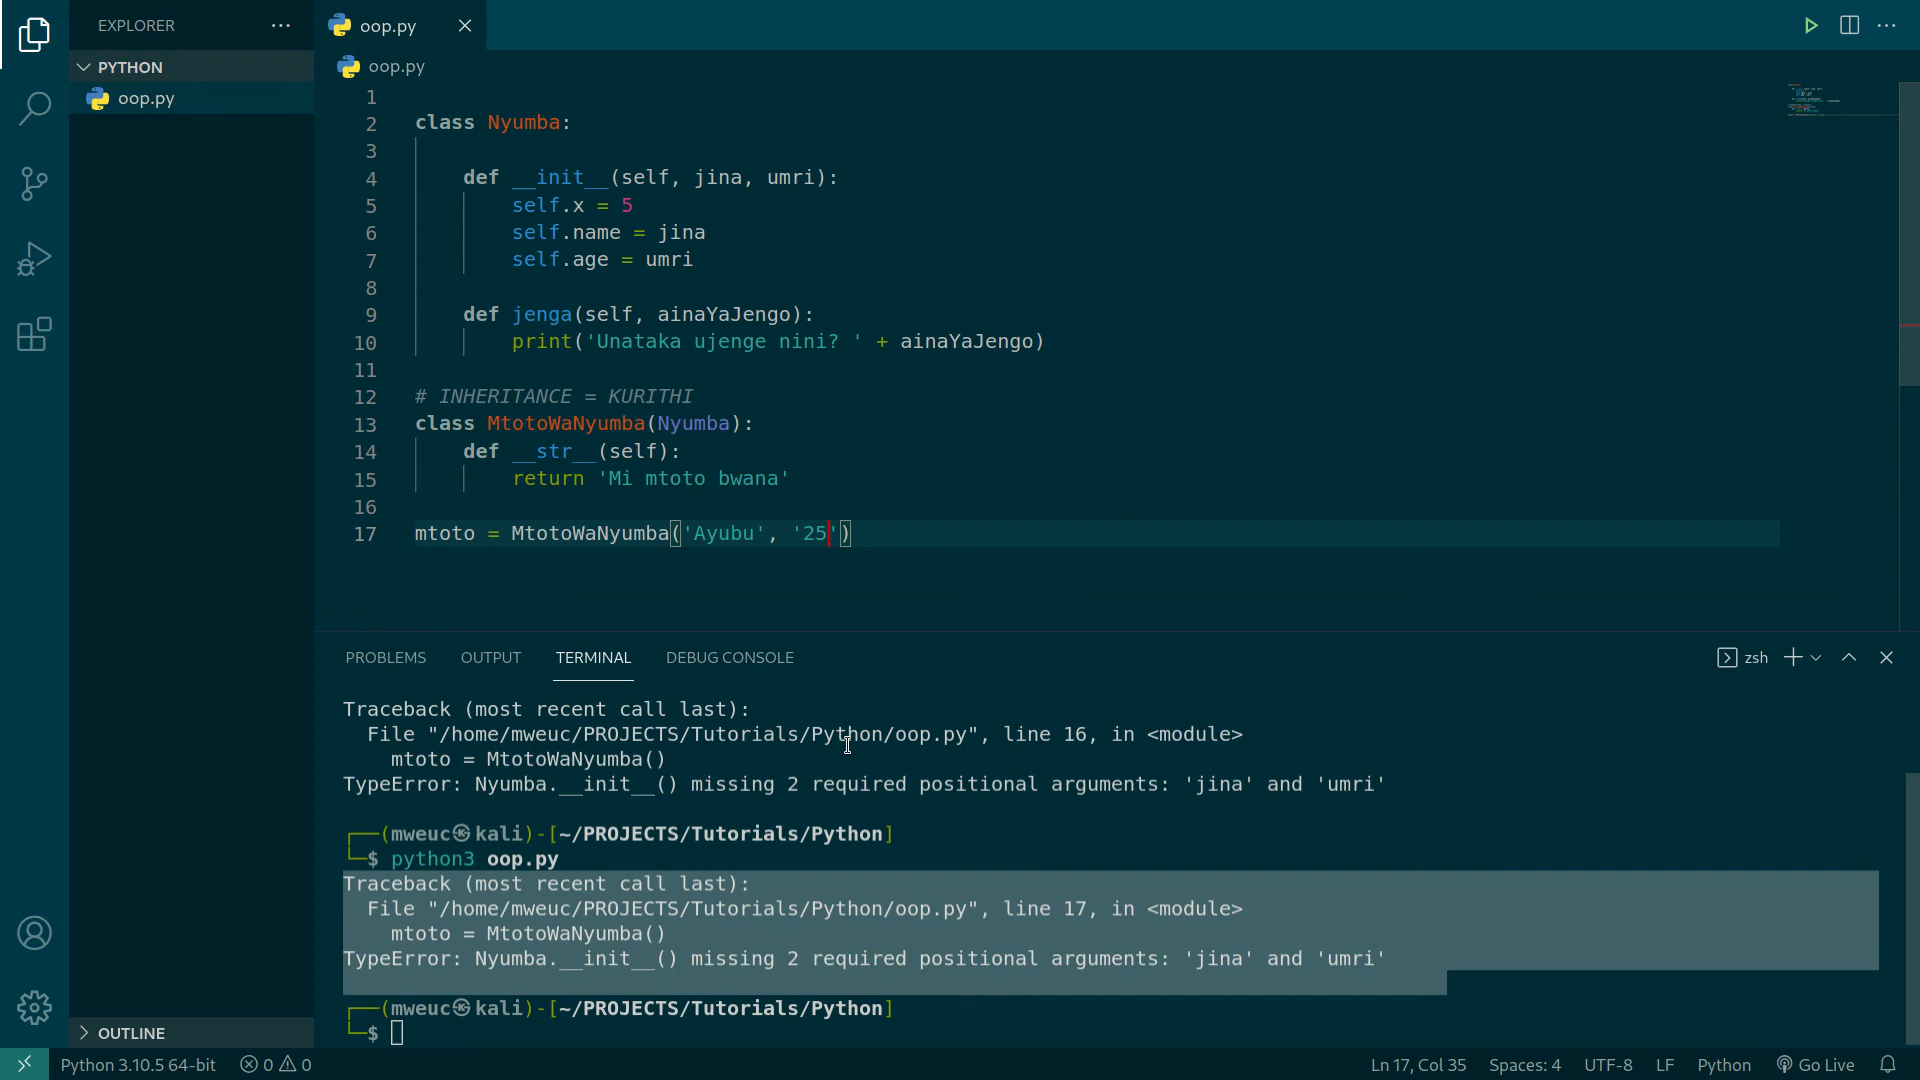 EXPLORER
oop.py
PYTHON
oop.py
oop.py
1
2 class Nyumba:
3
4 def __init__(self, jina, umri):
5 self.x = 5
6 self.name = jina
7 self.age = umri
8
9 def jenga(self, ainaYaJengo):
10 print('Unataka ujenge nini? ' + ainaYaJengo)
11
12 # INHERITANCE = KURITHI
13 class MtotoWaNyumba(Nyumba):
14 def __str__(self):
15 return 'Mi mtoto bwana'
16
17 mtoto = MtotoWaNyumba('Ayubu', '25')
PROBLEMS OUTPUT TERMINAL DEBUG CONSOLE zsh
Traceback (most recent call last):
File "/home/mweuc/PROJECTS/Tutorials/Python/oop.py", line 16, in <module>
mtoto = MtotoWaNyumba()
TypeError: Nyumba.__init__() missing 2 required positional arguments: 'jina' and 'umri'
┌──(mweuc㉿kali)-[~/PROJECTS/Tutorials/Python]
└─$ python3 oop.py
Traceback (most recent call last):
File "/home/mweuc/PROJECTS/Tutorials/Python/oop.py", line 17, in <module>
mtoto = MtotoWaNyumba()
TypeError: Nyumba.__init__() missing 2 required positional arguments: 'jina' and 'umri'
┌──(mweuc㉿kali)-[~/PROJECTS/Tutorials/Python]
└─$
OUTLINE
Python 3.10.5 64-bit 0 0 Ln 17, Col 35 Spaces: 4 UTF-8 LF Python Go Live